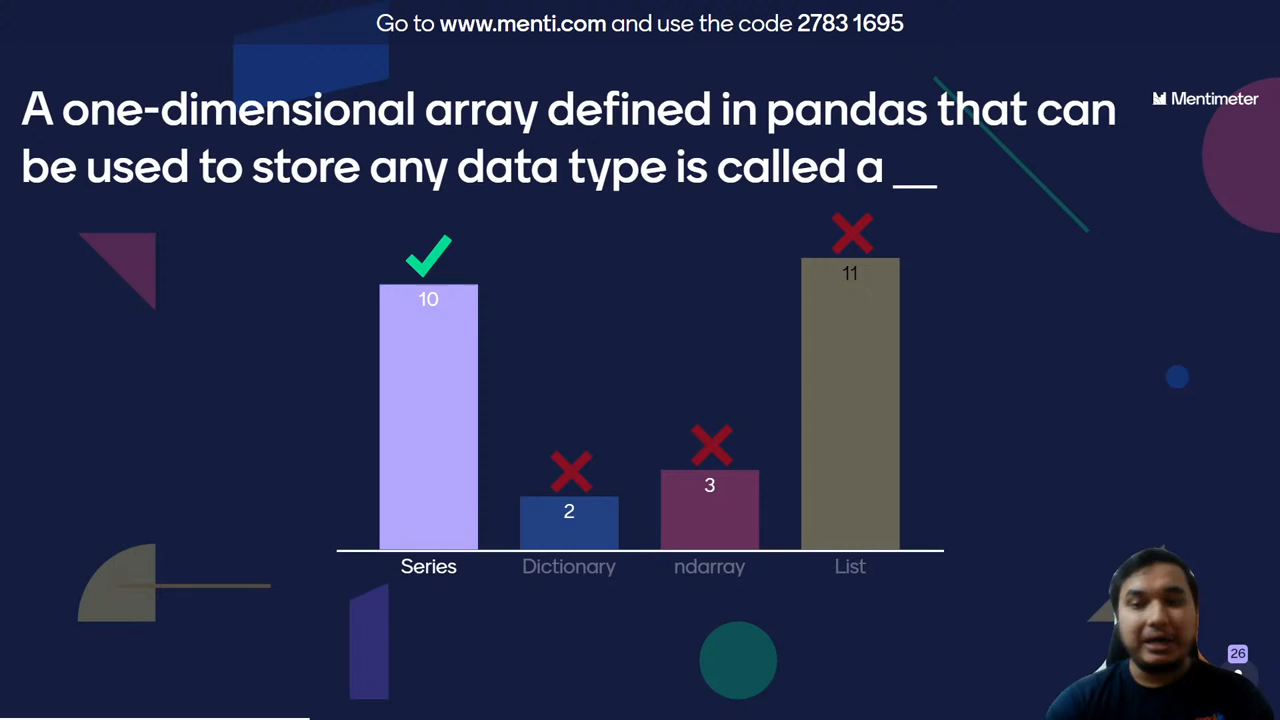 Go to www.menti.com and use the code 2783 1695
A one-dimensional array defined in pandas that can
be used to store any data type is called a __
Mentimeter
10
2
3
11
Series
Dictionary
ndarray
List
26